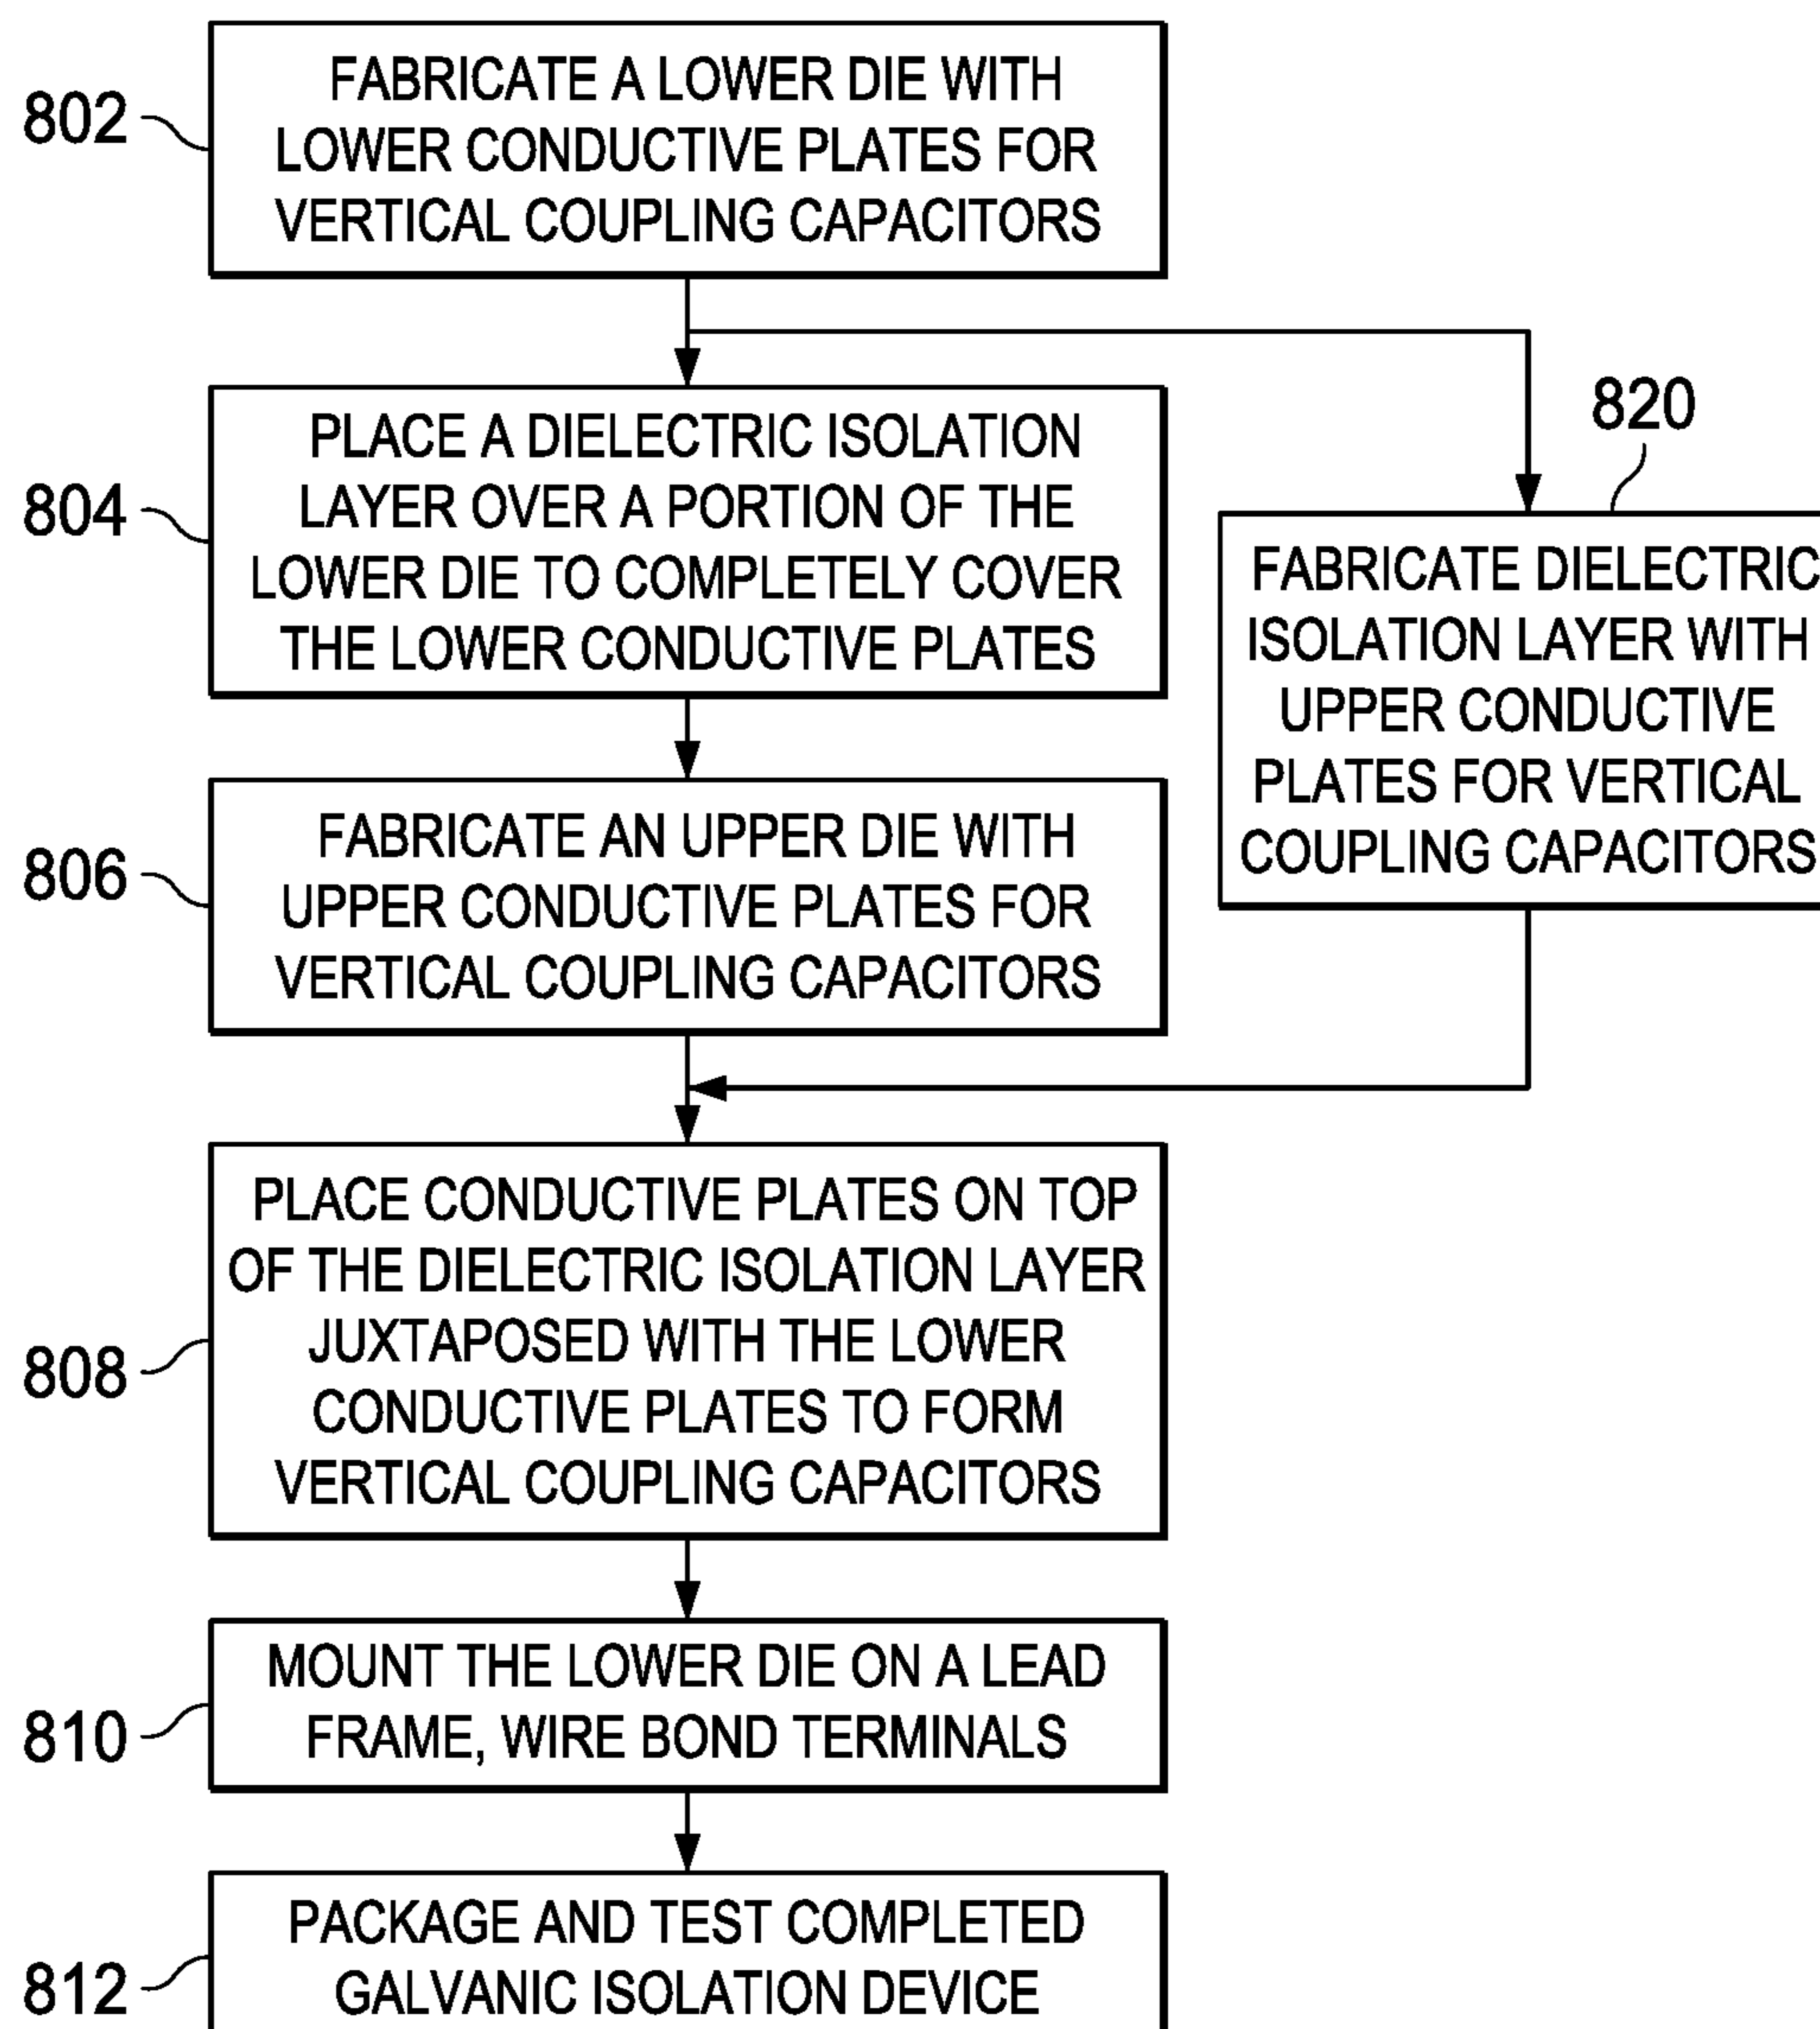 802
FABRICATE A LOWER DIE WITH
LOWER CONDUCTIVE PLATES FOR
VERTICAL COUPLING CAPACITORS
804
PLACE A DIELECTRIC ISOLATION
LAYER OVER A PORTION OF THE
LOWER DIE TO COMPLETELY COVER
THE LOWER CONDUCTIVE PLATES
820
FABRICATE DIELECTRIC
ISOLATION LAYER WITH
UPPER CONDUCTIVE
PLATES FOR VERTICAL
COUPLING CAPACITORS
806
FABRICATE AN UPPER DIE WITH
UPPER CONDUCTIVE PLATES FOR
VERTICAL COUPLING CAPACITORS
808
PLACE CONDUCTIVE PLATES ON TOP
OF THE DIELECTRIC ISOLATION LAYER
JUXTAPOSED WITH THE LOWER
CONDUCTIVE PLATES TO FORM
VERTICAL COUPLING CAPACITORS
810
MOUNT THE LOWER DIE ON A LEAD
FRAME, WIRE BOND TERMINALS
812
PACKAGE AND TEST COMPLETED
GALVANIC ISOLATION DEVICE